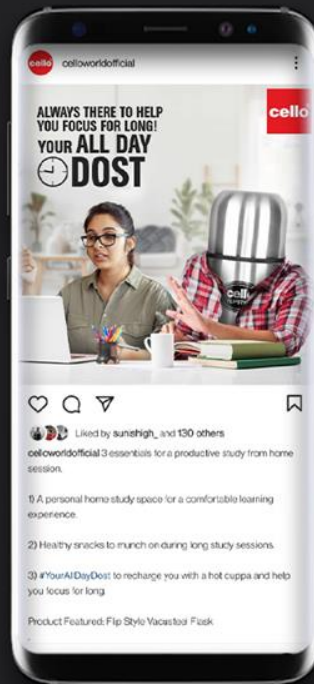 cello
celloworldofficial
ALWAYS THERE TO HELP
YOU FOCUS FOR LONG!
YOUR ALL DAY
DOST
cello
cello
Liked by sunishigh_ and 130 others
celloworldofficial 3 essentials for a productive study from home
session.
1) A personal home study space for a comfortable learning
experience.
2) Healthy snacks to munch on during long study sessions.
3) #YourAllDayDost to recharge you with a hot cuppa and help
you focus for long.
Product Featured: Flip Style Vacusteel Flask
.